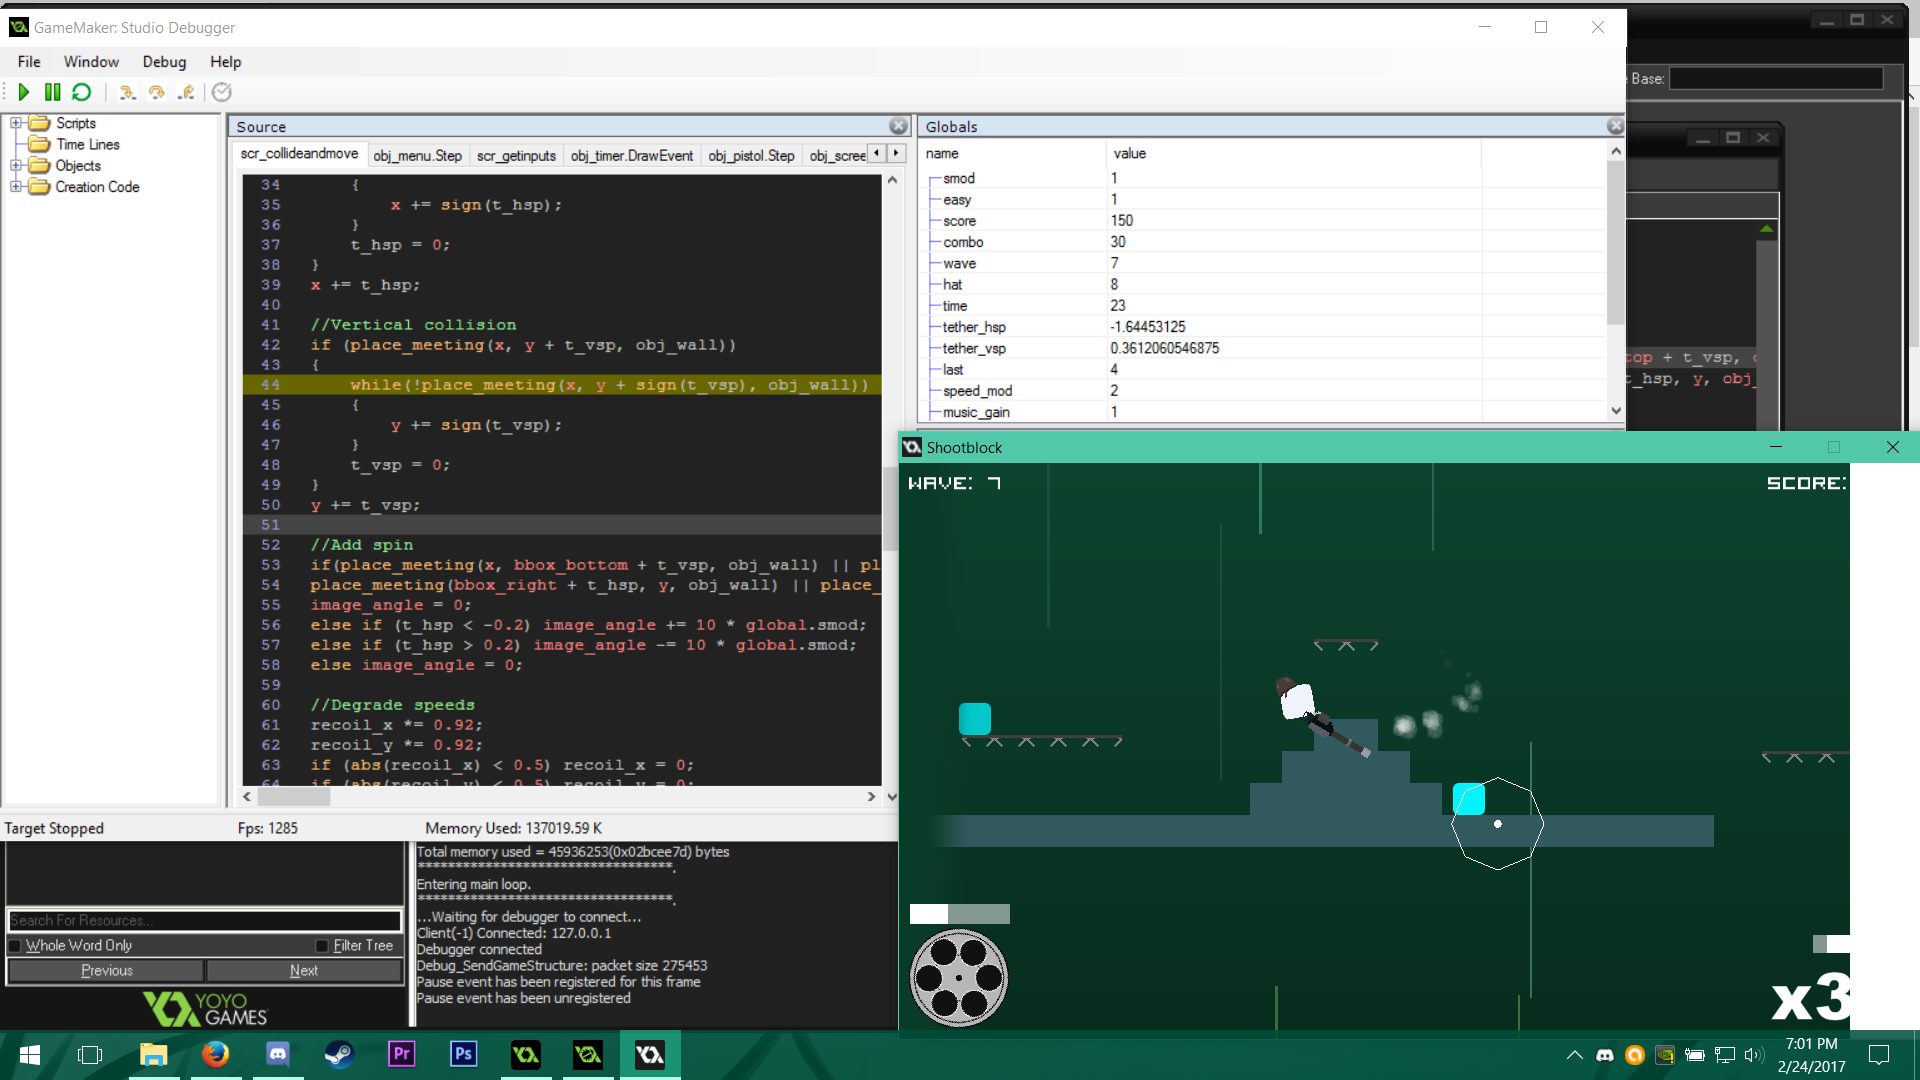 GameMaker: Studio Debugger
File Window Debug Help
Base:
Scripts
Time Lines
Objects
Creation Code
Source
scr_collideandmove obj_menu.Step scr_getinputs obj_timer.DrawEvent obj_pistol.Step obj_scree
34 {
35 x += sign(t_hsp);
36 }
37 t_hsp = 0;
38 }
39 x += t_hsp;
40
41 //Vertical collision
42 if (place_meeting(x, y + t_vsp, obj_wall))
43 {
44 while(!place_meeting(x, y + sign(t_vsp), obj_wall))
45 {
46 y += sign(t_vsp);
47 }
48 t_vsp = 0;
49 }
50 y += t_vsp;
51
52 //Add spin
53 if(place_meeting(x, bbox_bottom + t_vsp, obj_wall) || pl
54 place_meeting(bbox_right + t_hsp, y, obj_wall) || place_
55 image_angle = 0;
56 else if (t_hsp < -0.2) image_angle += 10 * global.smod;
57 else if (t_hsp > 0.2) image_angle -= 10 * global.smod;
58 else image_angle = 0;
59
60 //Degrade speeds
61 recoil_x *= 0.92;
62 recoil_y *= 0.92;
63 if (abs(recoil_x) < 0.5) recoil_x = 0;
64 if (abs(recoil_y) < 0.5) recoil_y = 0;
Globals
name value
smod 1
easy 1
score 150
combo 30
wave 7
hat 8
time 23
tether_hsp -1.64453125
tether_vsp 0.3612060546875
last 4
speed_mod 2
music_gain 1
top + t_vsp,
t_hsp, y, obj_
Shootblock
WAVE: 7
SCORE:
x3
Target Stopped Fps: 1285 Memory Used: 137019.59 K
Search For Resources...
Whole Word Only Filter Tree
Previous Next
YOYO
GAMES
Total memory used = 45936253(0x02bcee7d) bytes
**********************************.
Entering main loop.
**********************************.
...Waiting for debugger to connect...
Client(-1) Connected: 127.0.0.1
Debugger connected
Debug_SendGameStructure: packet size 275453
Pause event has been registered for this frame
Pause event has been unregistered
Pr Ps
7:01 PM
2/24/2017